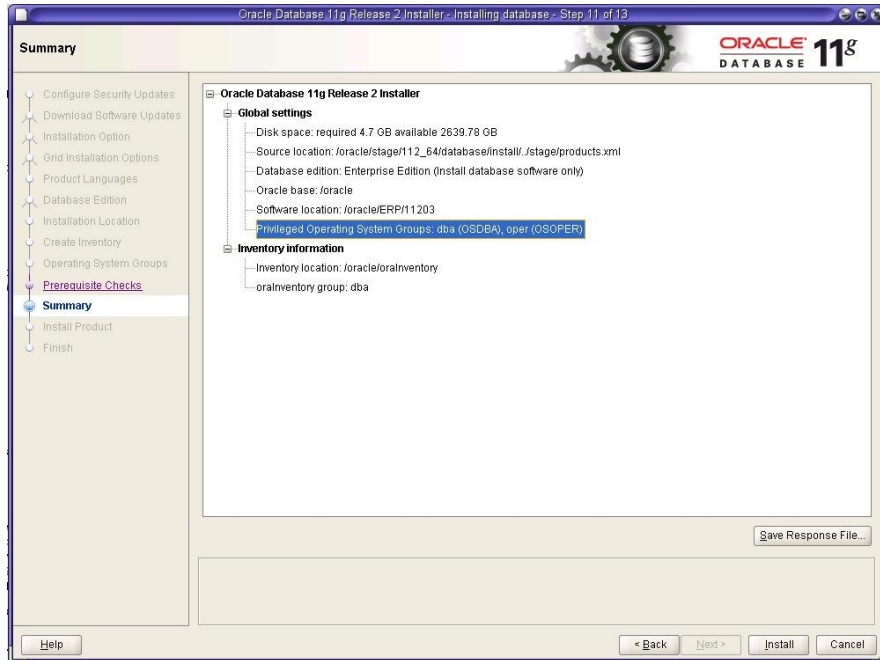 Oracle Database 11g Release 2 Installer - Installing database - Step 11 of 13
Summary
ORACLE
DATABASE 11g
Configure Security Updates
Download Software Updates
Installation Option
Grid Installation Options
Product Languages
Database Edition
Installation Location
Create Inventory
Operating System Groups
Prerequisite Checks
Summary
Install Product
Finish
Oracle Database 11g Release 2 Installer
Global settings
Disk space: required 4.7 GB available 2639.78 GB
Source location: /oracle/stage/112_64/database/install/../stage/products.xml
Database edition: Enterprise Edition (Install database software only)
Oracle base: /oracle
Software location: /oracle/ERP/11203
Privileged Operating System Groups: dba (OSDBA), oper (OSOPER)
Inventory information
Inventory location: /oracle/oraInventory
oraInventory group: dba
Save Response File...
Help
< Back
Next >
Install
Cancel